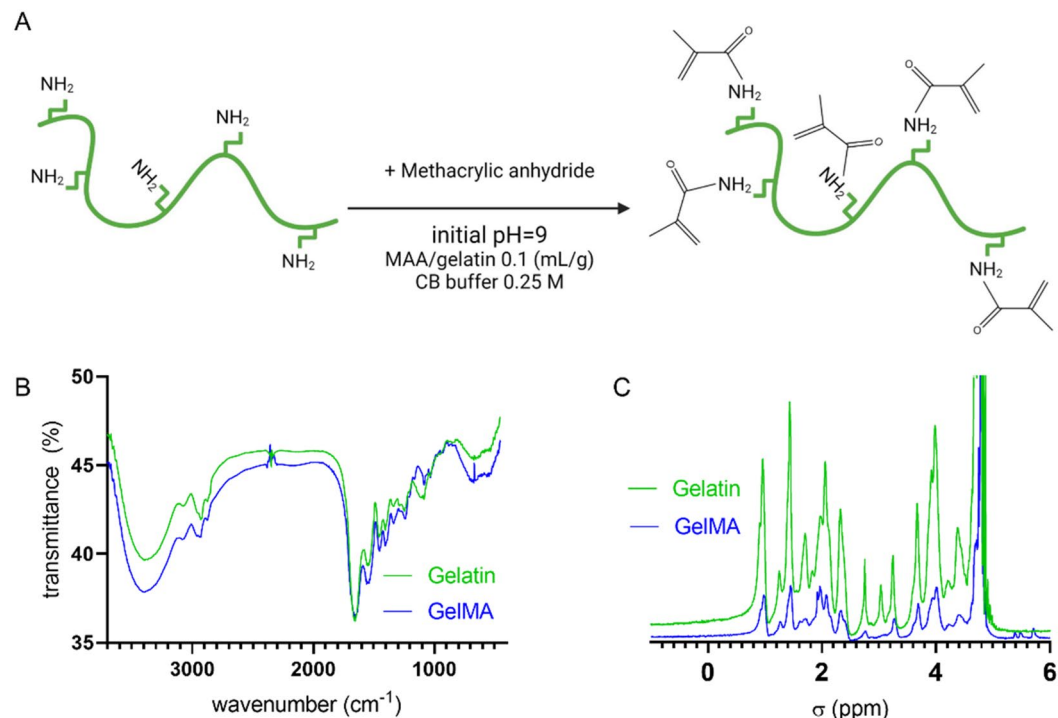 A
NH2
NH2
NH2
NH2
NH2
+ Methacrylic anhydride
initial pH=9
MAA/gelatin 0.1 (mL/g)
CB buffer 0.25 M
O
NH2
O
NH2
O
NH2
O
NH2
O
NH2
B
transmittance (%)
50
45
40
35
Gelatin
GelMA
3000
2000
1000
wavenumber (cm-1)
C
Gelatin
GelMA
0
2
4
6
σ (ppm)